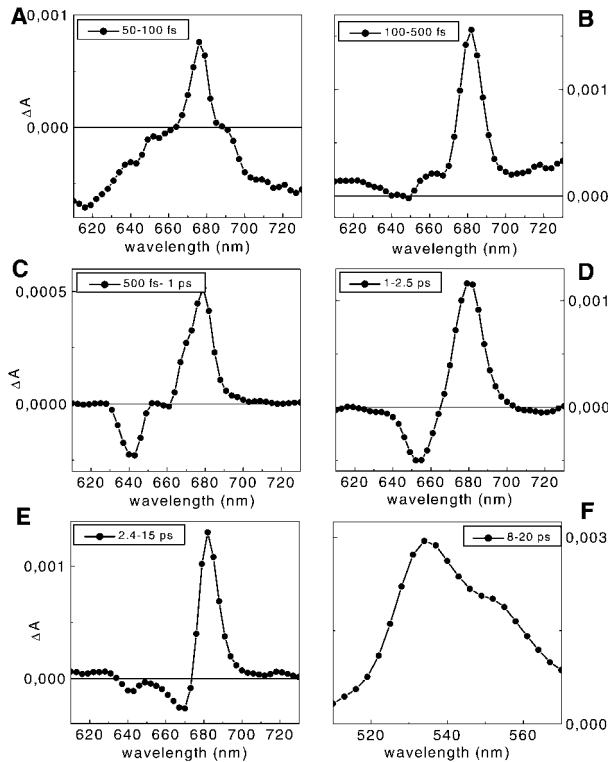 A
0,001
50-100 fs
ΔA
0,000
620 640 660 680 700 720
wavelength (nm)
B
100-500 fs
0,001
0,000
620 640 660 680 700 720
wavelength (nm)
C
0,0005
500 fs- 1 ps
ΔA
0,0000
620 640 660 680 700 720
wavelength (nm)
D
1-2.5 ps
0,001
0,000
620 640 660 680 700 720
wavelength (nm)
E
2.4-15 ps
0,001
ΔA
0,000
620 640 660 680 700 720
wavelength (nm)
F
8-20 ps
0,003
0,000
520 540 560
wavelength (nm)